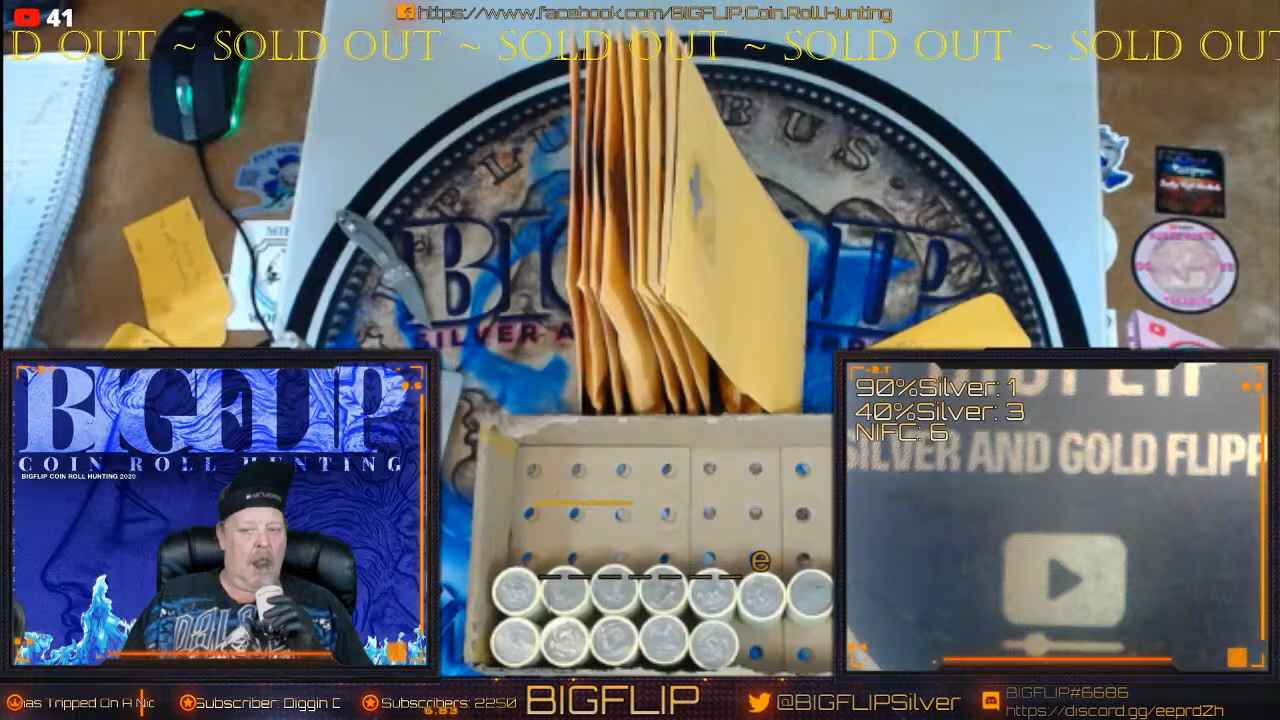 41
https://www.facebook.com/BIGFLIP.Coin.Roll.Hunting
D OUT ~ SOLD OUT ~ SOLD OUT ~ SOLD OUT ~ SOLD OUT
SILVER A
BIGFLIP
COIN ROLL HUNTING
BIGFLIP COIN ROLL HUNTING 2020
90%Silver: 1
40%Silver: 3
NIFC: 6
SILVER AND GOLD FLIPP
e
has Tripped On A Nic
Subscriber: Diggin D
Subscribers: 2250
BIGFLIP
@BIGFLIPSilver
BIGFLIP#6686
https://discord.gg/eeprdZh